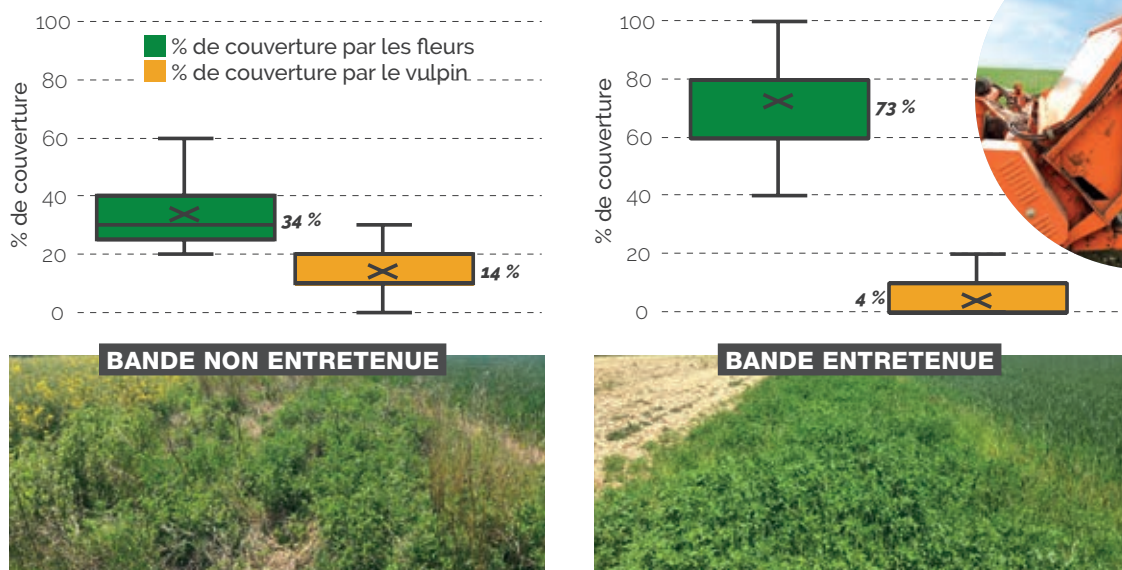 100
80
60
40
20
0
% de couverture
% de couverture par les fleurs
% de couverture par le vulpin
34 %
14 %
BANDE NON ENTRETENUE
100
80
60
40
20
0
% de couverture
73 %
4 %
BANDE ENTRETENUE